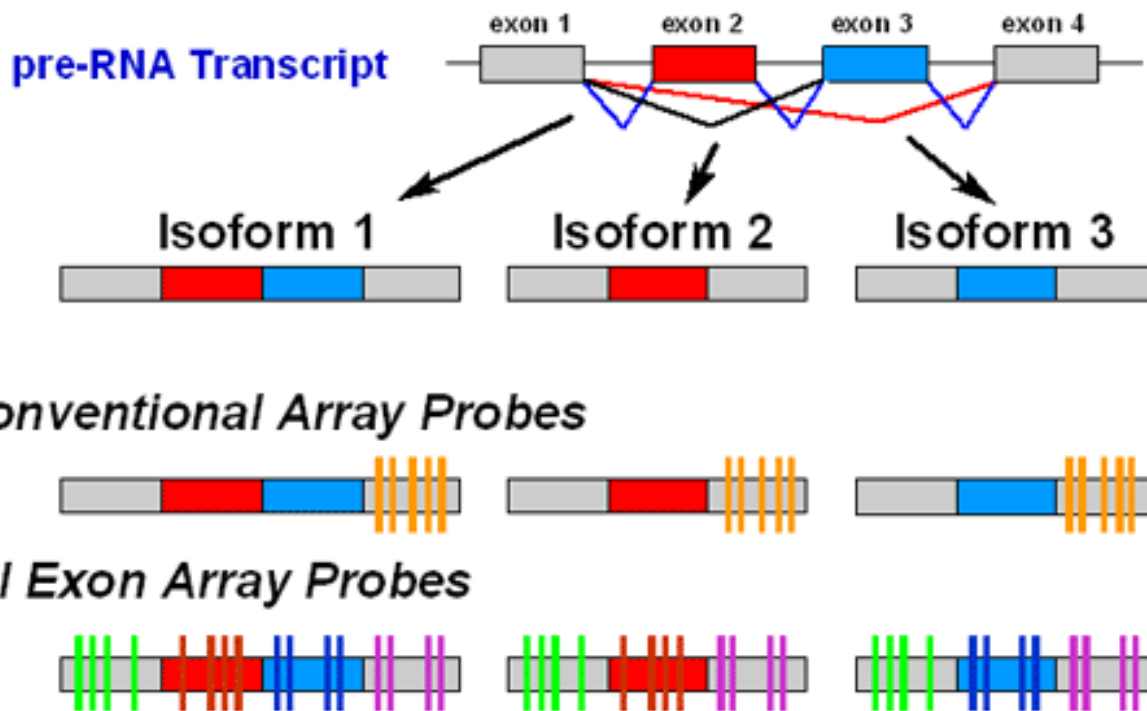 exon 1 exon 2 exon 3 exon 4
pre-RNA Transcript
Isoform 1 Isoform 2 Isoform 3
onventional Array Probes
l Exon Array Probes